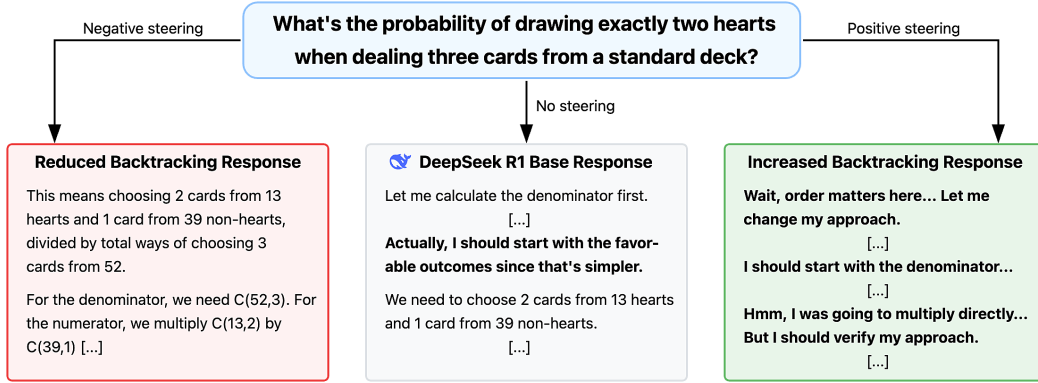 What's the probability of drawing exactly two hearts
when dealing three cards from a standard deck?
Negative steering
Positive steering
No steering
Reduced Backtracking Response
This means choosing 2 cards from 13
hearts and 1 card from 39 non-hearts,
divided by total ways of choosing 3
cards from 52.
For the denominator, we need C(52,3). For
the numerator, we multiply C(13,2) by
C(39,1) [...]
DeepSeek R1 Base Response
Let me calculate the denominator first.
[...]
Actually, I should start with the favor-
able outcomes since that's simpler.
We need to choose 2 cards from 13 hearts
and 1 card from 39 non-hearts.
[...]
Increased Backtracking Response
Wait, order matters here... Let me
change my approach.
[...]
I should start with the denominator...
[...]
Hmm, I was going to multiply directly...
But I should verify my approach.
[...]